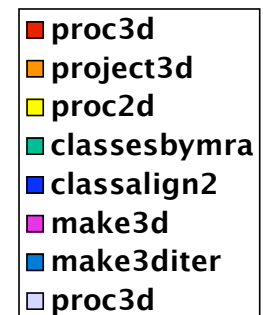 proc3d
project3d
proc2d
classesbymra
classalign2
make3d
make3diter
proc3d